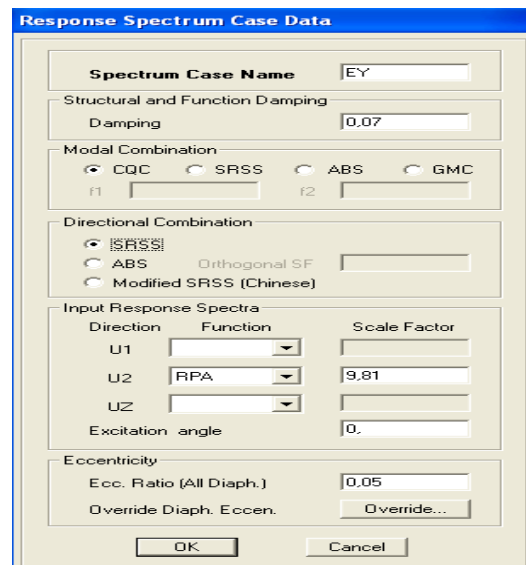 Response Spectrum Case Data
Spectrum Case Name EY
Structural and Function Damping
Damping 0,07
Modal Combination
CQC SRSS ABS GMC
f1 f2
Directional Combination
SRSS
ABS Orthogonal SF
Modified SRSS (Chinese)
Input Response Spectra
Direction Function Scale Factor
U1
U2 RPA 9,81
UZ
Excitation angle 0,
Eccentricity
Ecc. Ratio (All Diaph.) 0,05
Override Diaph. Eccen. Override...
OK Cancel